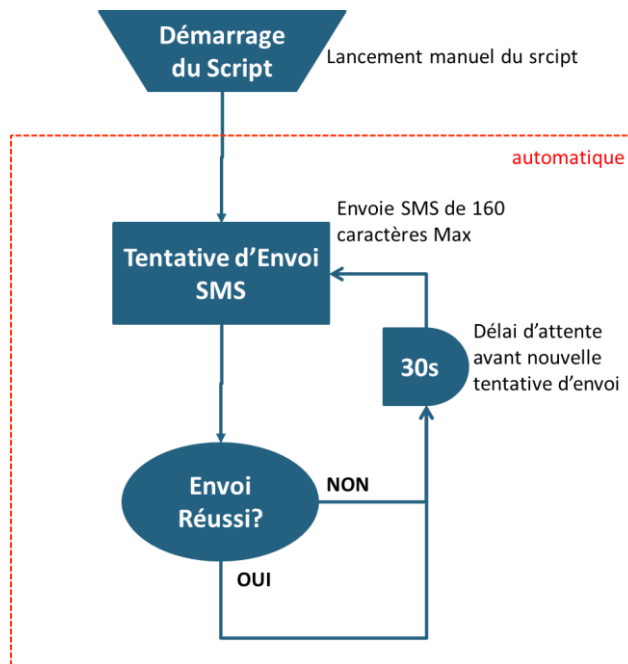 Démarrage
du Script
Lancement manuel du srcipt
automatique
Envoie SMS de 160
caractères Max
Tentative d’Envoi
SMS
30s
Délai d’attente
avant nouvelle
tentative d’envoi
Envoi
Réussi?
NON
OUI